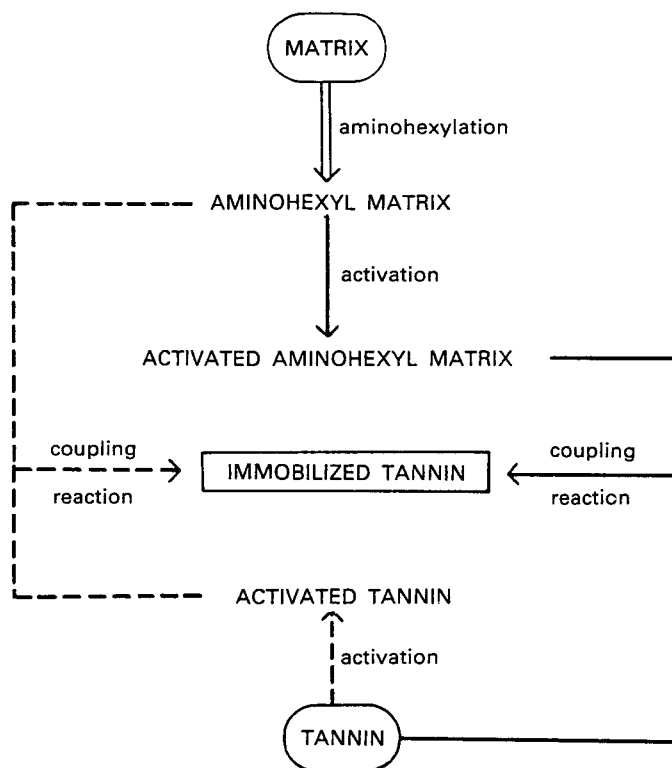 MATRIX
aminohexylation
AMINOHEXYL MATRIX
activation
ACTIVATED AMINOHEXYL MATRIX
coupling
reaction
IMMOBILIZED TANNIN
coupling
reaction
ACTIVATED TANNIN
activation
TANNIN